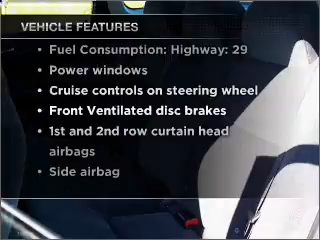 VEHICLE FEATURES
• Fuel Consumption: Highway: 29
• Power windows
• Cruise controls on steering wheel
• Front Ventilated disc brakes
• 1st and 2nd row curtain head
airbags
• Side airbag